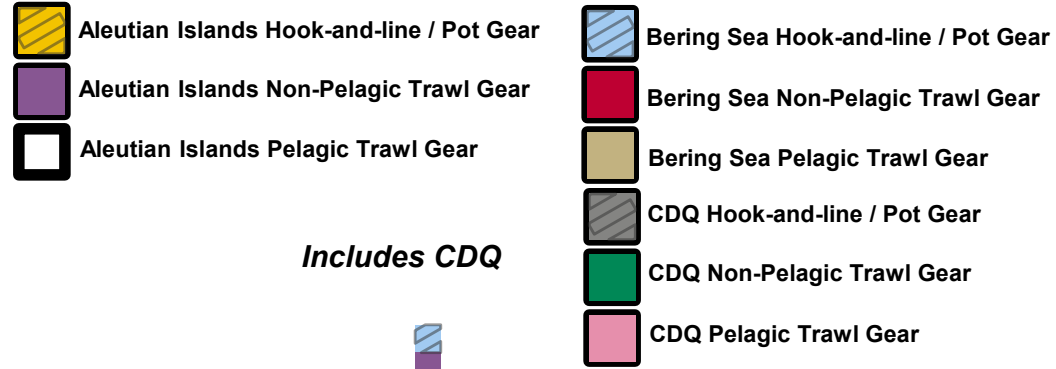 Aleutian Islands Hook-and-line / Pot Gear
Aleutian Islands Non-Pelagic Trawl Gear
Aleutian Islands Pelagic Trawl Gear
Includes CDQ
Bering Sea Hook-and-line / Pot Gear
Bering Sea Non-Pelagic Trawl Gear
Bering Sea Pelagic Trawl Gear
CDQ Hook-and-line / Pot Gear
CDQ Non-Pelagic Trawl Gear
CDQ Pelagic Trawl Gear